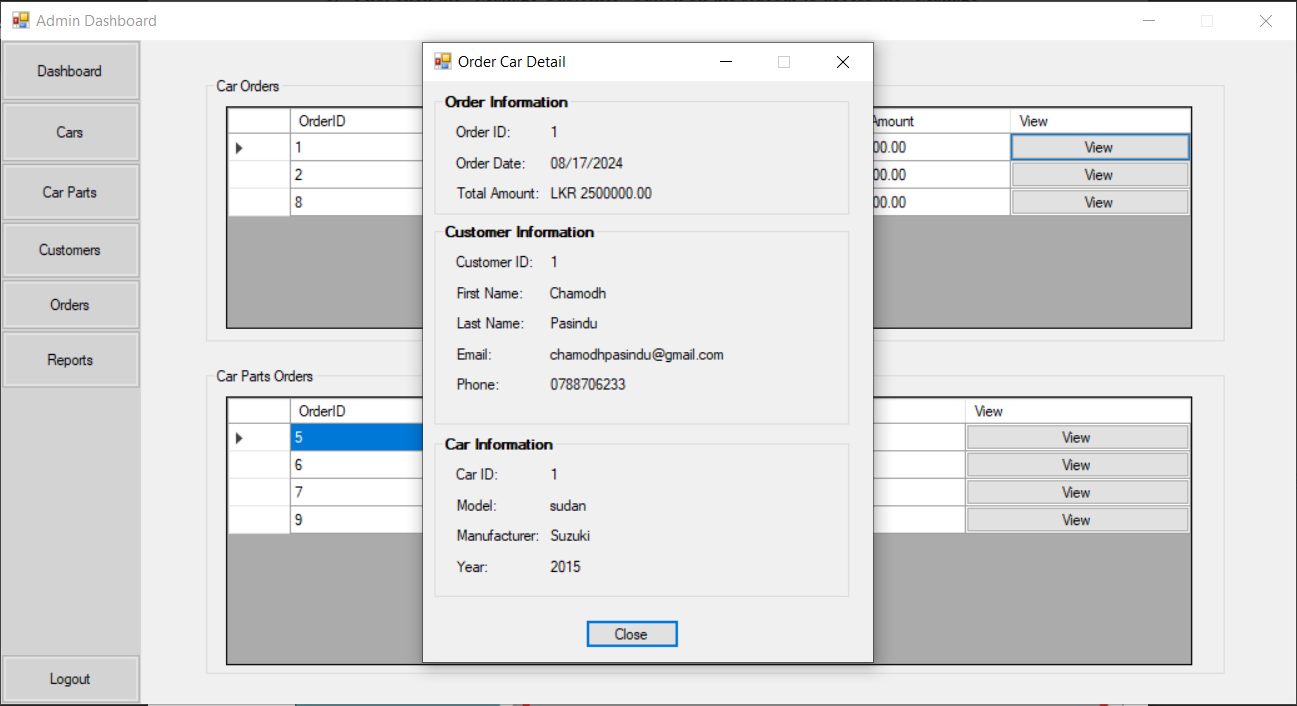 Admin Dashboard
Dashboard
Cars
Car Parts
Customers
Orders
Reports
Logout
Car Orders
OrderID Amount View
1 00.00 View
2 00.00 View
8 00.00 View
Car Parts Orders
OrderID View
5 View
6 View
7 View
9 View
Order Car Detail
Order Information
Order ID: 1
Order Date: 08/17/2024
Total Amount: LKR 2500000.00
Customer Information
Customer ID: 1
First Name: Chamodh
Last Name: Pasindu
Email: chamodhpasindu@gmail.com
Phone: 0788706233
Car Information
Car ID: 1
Model: sudan
Manufacturer: Suzuki
Year: 2015
Close